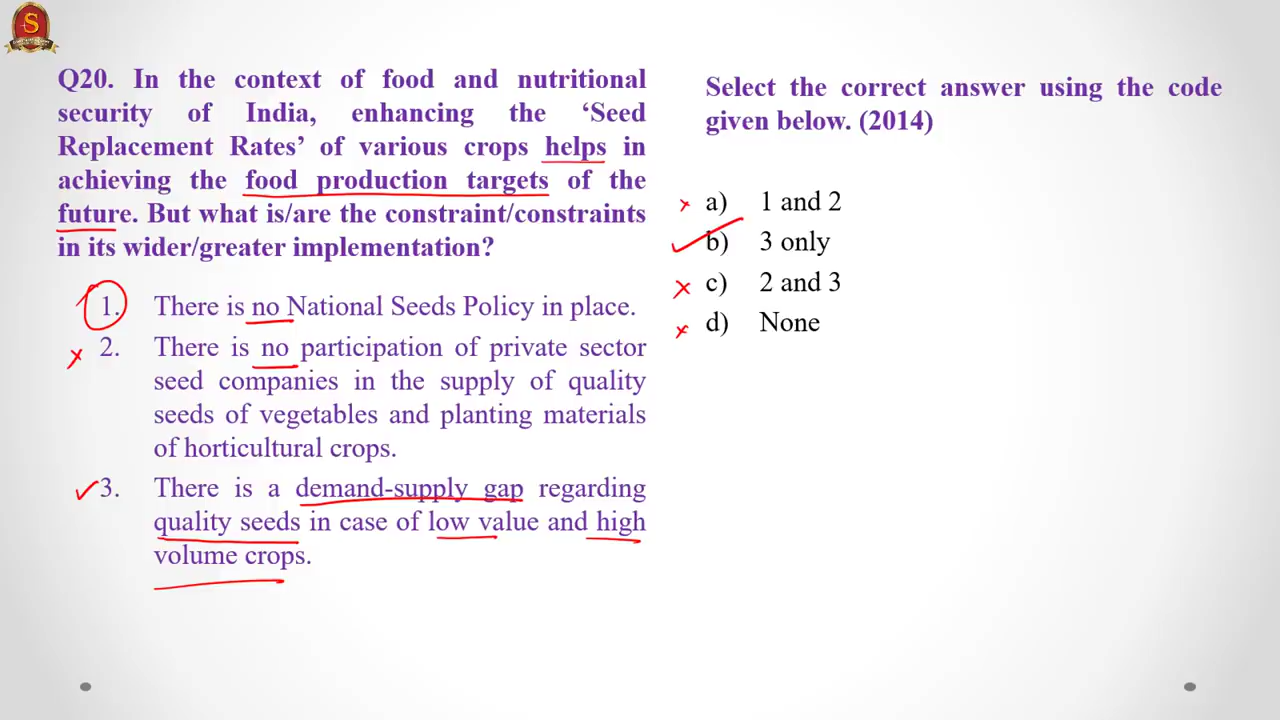 S
Q20. In the context of food and nutritional
security of India, enhancing the ‘Seed
Replacement Rates’ of various crops helps in
achieving the food production targets of the
future. But what is/are the constraint/constraints
in its wider/greater implementation?
1. There is no National Seeds Policy in place.
2. There is no participation of private sector
seed companies in the supply of quality
seeds of vegetables and planting materials
of horticultural crops.
3. There is a demand-supply gap regarding
quality seeds in case of low value and high
volume crops.
Select the correct answer using the code
given below. (2014)
a) 1 and 2
b) 3 only
c) 2 and 3
d) None